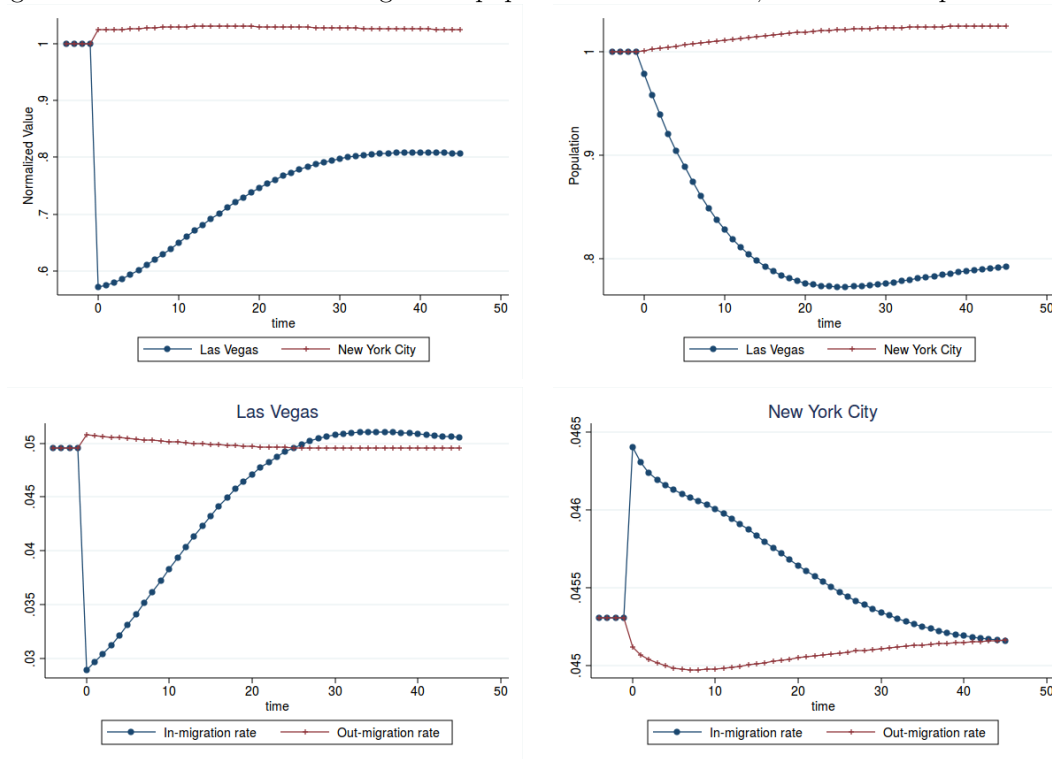 1
.9
.8
.7
.6
Normalized Value
0 10 20 30 40 50
time
Las Vegas New York City
1
.9
.8
Population
0 10 20 30 40 50
time
Las Vegas New York City
Las Vegas
.05
.045
.04
.035
.03
0 10 20 30 40 50
time
In-migration rate Out-migration rate
New York City
.0465
.046
.0455
.045
0 10 20 30 40 50
time
In-migration rate Out-migration rate